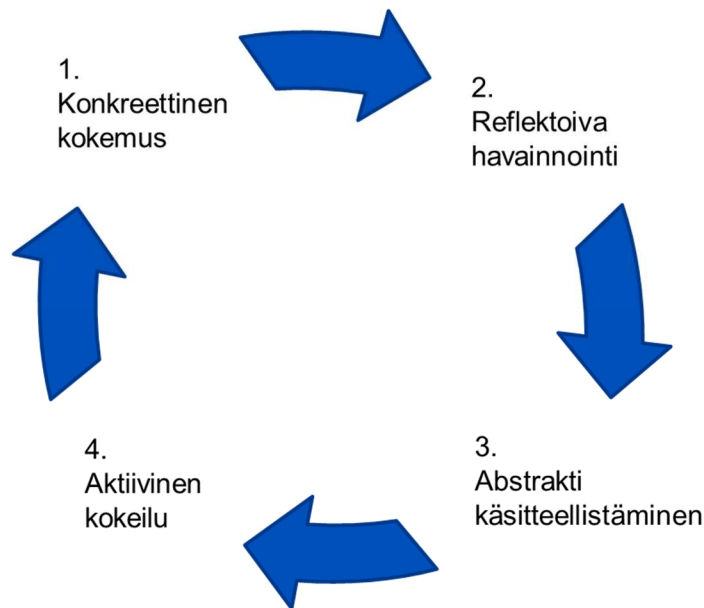 1.
Konkreettinen
kokemus
2.
Reflektoiva
havainnointi
3.
Abstrakti
käsitteellistäminen
4.
Aktiivinen
kokeilu